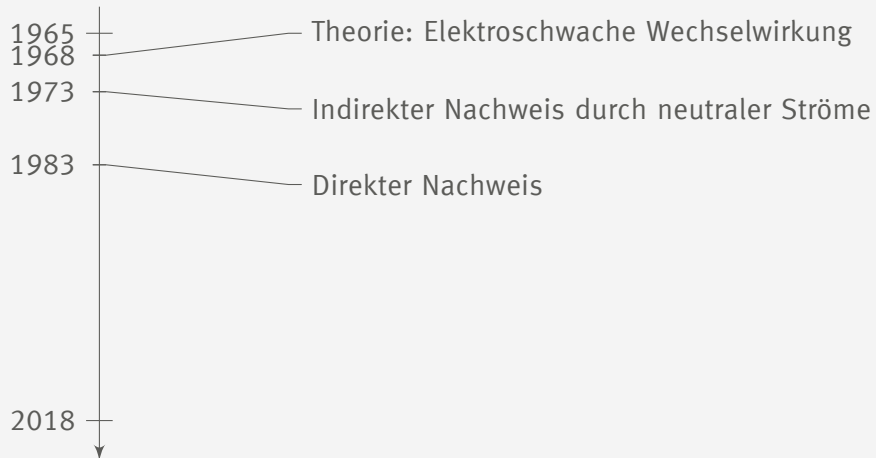 1965
Theorie: Elektroschwache Wechselwirkung
1968
1973
Indirekter Nachweis durch neutraler Ströme
1983
Direkter Nachweis
2018